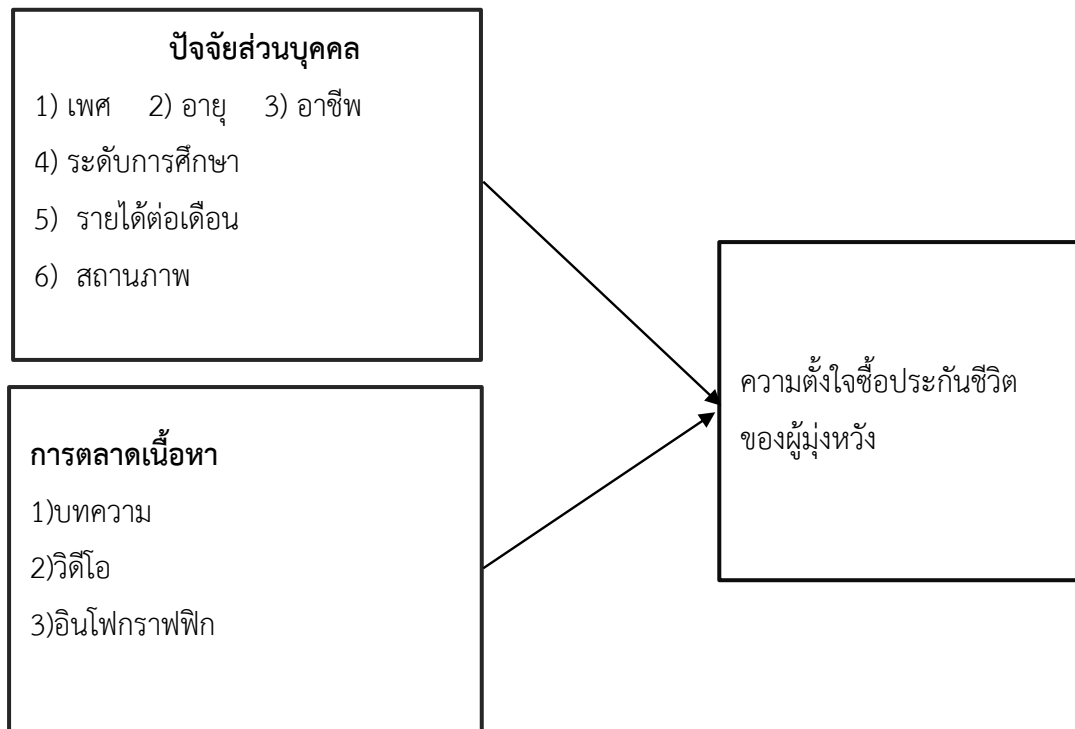 ปัจจัยส่วนบุคคล
1) เพศ 2) อายุ 3) อาชีพ
4) ระดับการศึกษา
5) รายได้ต่อเดือน
6) สถานภาพ
การตลาดเนื้อหา
1)บทความ
2)วิดีโอ
3)อินโฟกราฟฟิก
ความตั้งใจซื้อประกันชีวิต
ของผู้มุ่งหวัง